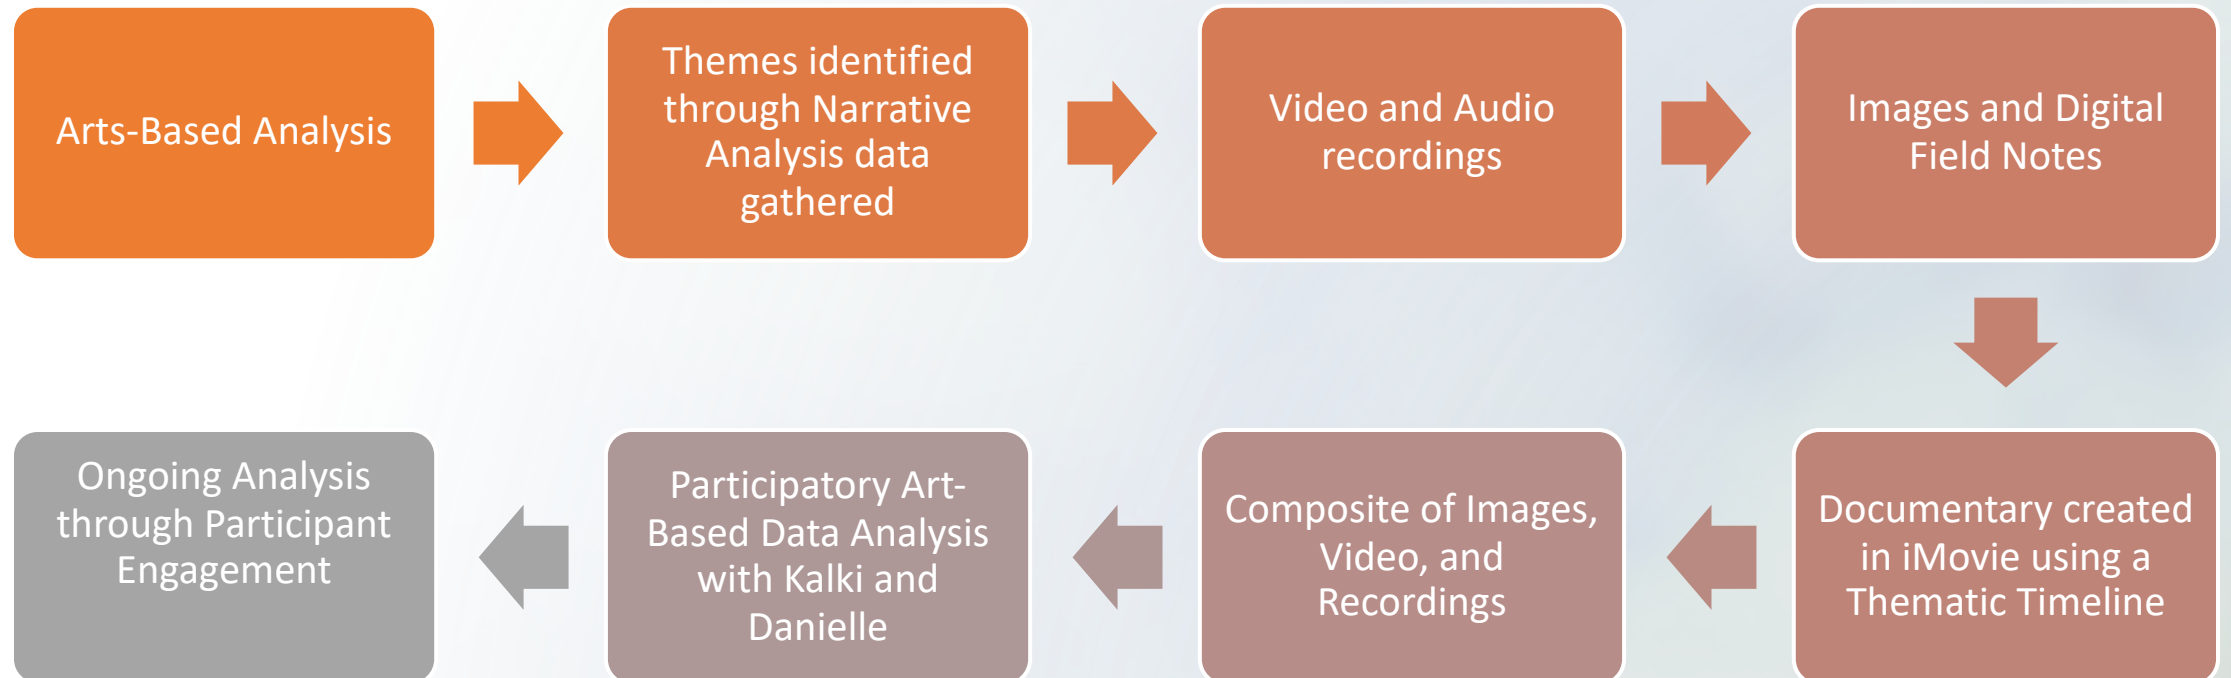 Arts-Based Analysis
Themes identified
through Narrative
Analysis data
gathered
Video and Audio
recordings
Images and Digital
Field Notes
Documentary created
in iMovie using a
Thematic Timeline
Composite of Images,
Video, and
Recordings
Participatory Art-
Based Data Analysis
with Kalki and
Danielle
Ongoing Analysis
through Participant
Engagement